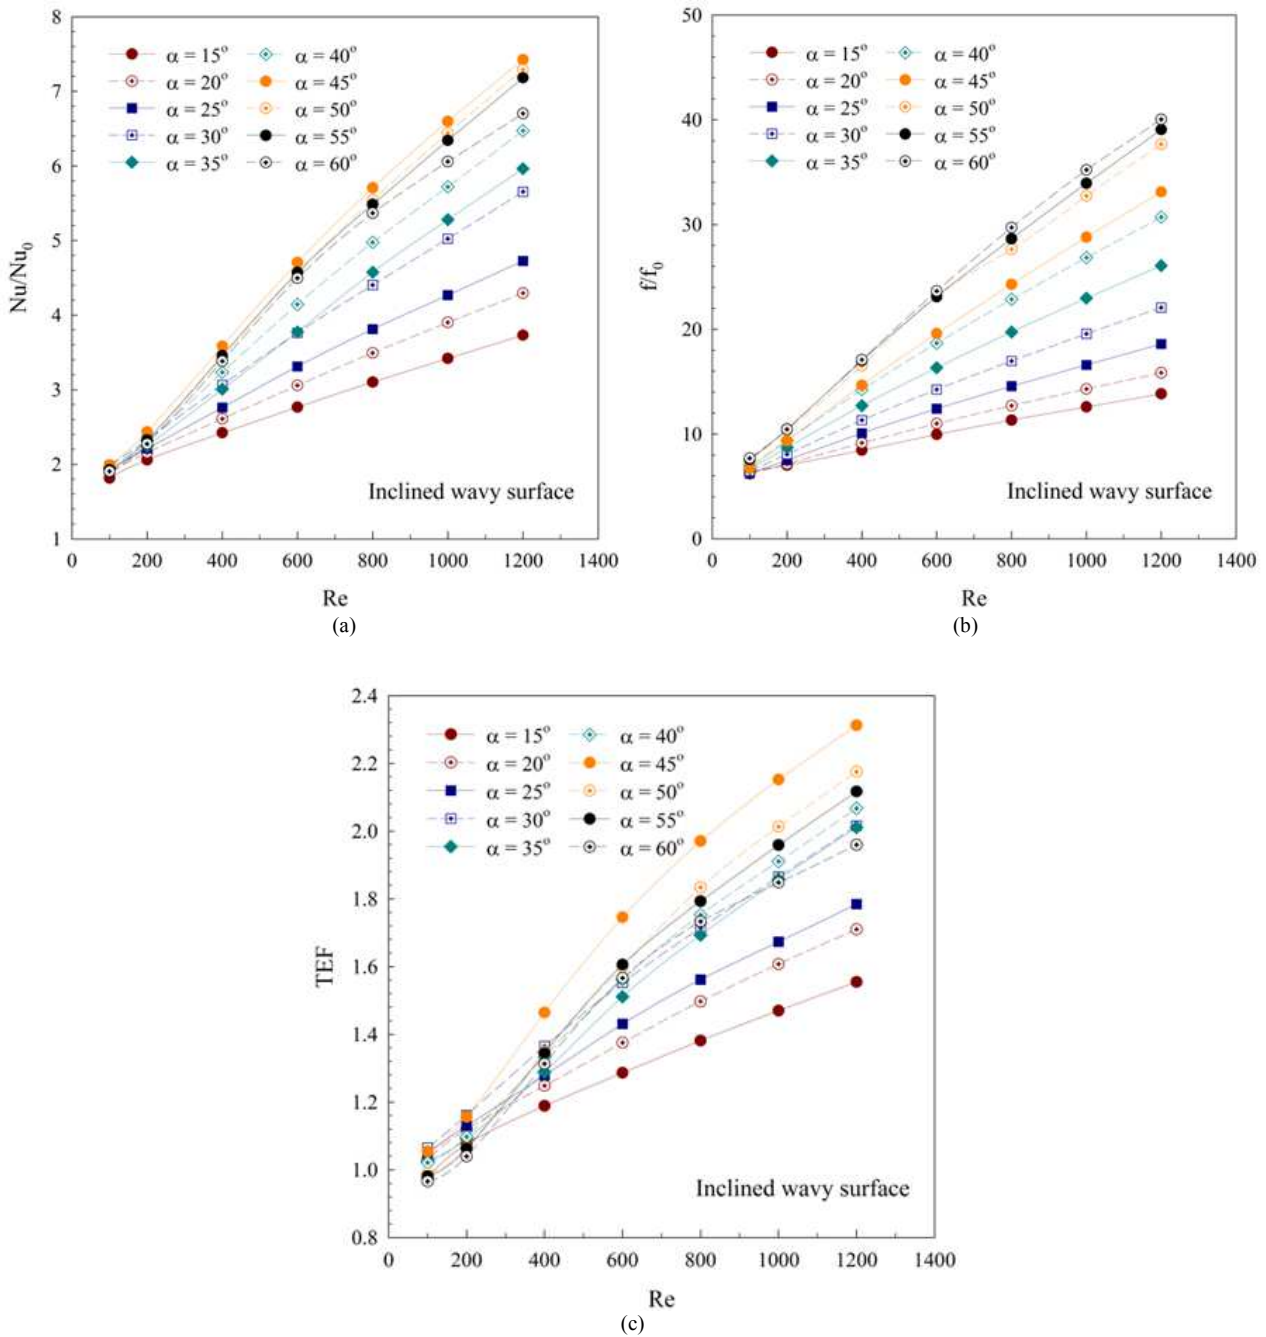 8
7
6
5
4
3
2
1
Nu/Nu₀
α = 15°
α = 20°
α = 25°
α = 30°
α = 35°
α = 40°
α = 45°
α = 50°
α = 55°
α = 60°
Inclined wavy surface
0 200 400 600 800 1000 1200 1400
Re
(a)
50
40
30
20
10
0
f/f₀
α = 15°
α = 20°
α = 25°
α = 30°
α = 35°
α = 40°
α = 45°
α = 50°
α = 55°
α = 60°
Inclined wavy surface
0 200 400 600 800 1000 1200 1400
Re
(b)
2.4
2.2
2.0
1.8
1.6
1.4
1.2
1.0
0.8
TEF
α = 15°
α = 20°
α = 25°
α = 30°
α = 35°
α = 40°
α = 45°
α = 50°
α = 55°
α = 60°
Inclined wavy surface
0 200 400 600 800 1000 1200 1400
Re
(c)